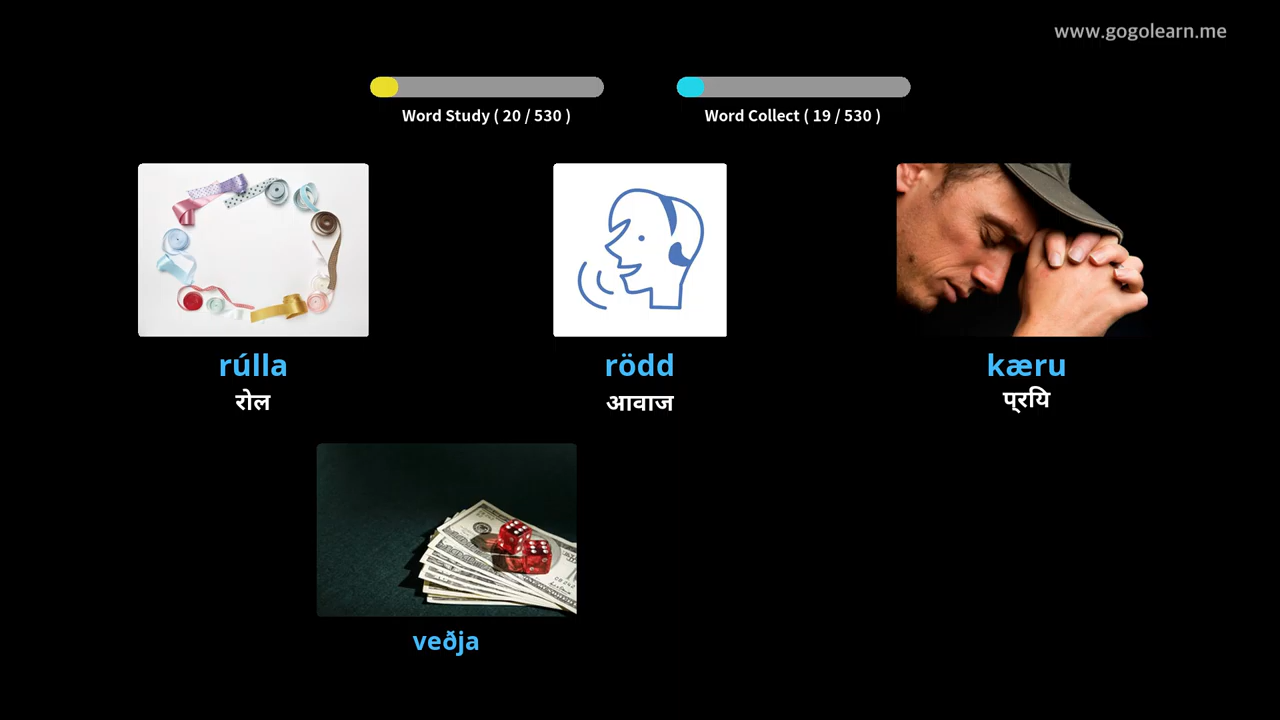 www.gogolearn.me
Word Study ( 20 / 530 )
Word Collect ( 19 / 530 )
rúlla
रोल
rödd
आवाज
kæru
प्रयि
veðja